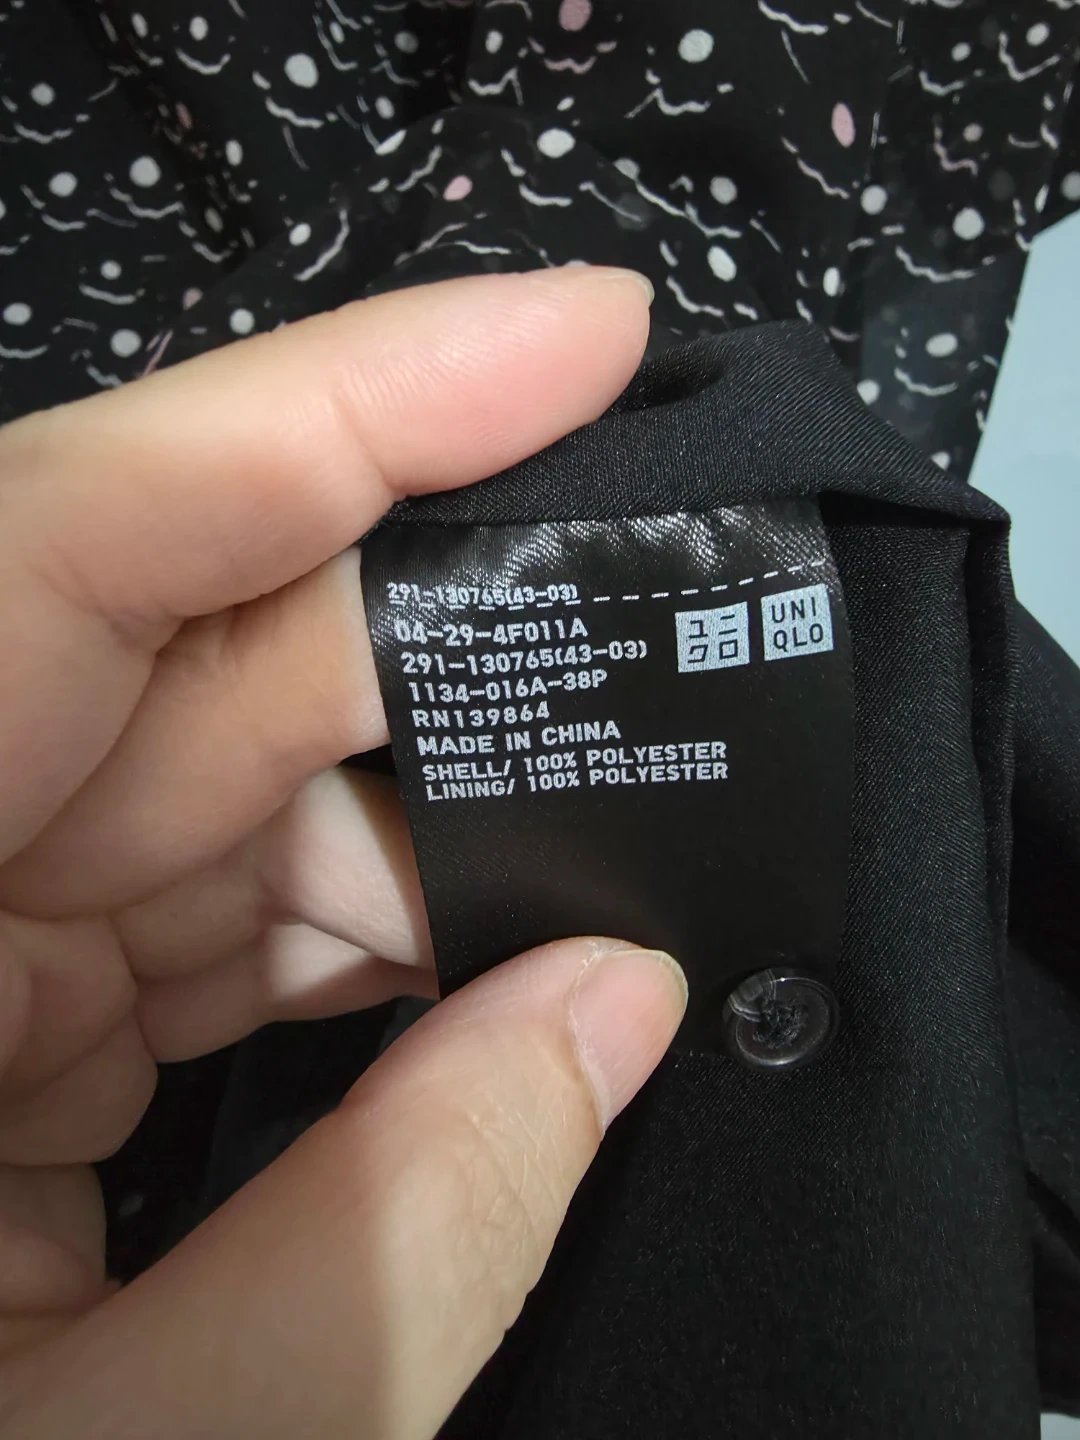 291-130765(43-03)
04-29-4F011A
291-130765(43-03)
1134-016A-38P
RN139864
MADE IN CHINA
SHELL/ 100% POLYESTER
LINING/ 100% POLYESTER
ユニ
クロ
UNI
QLO